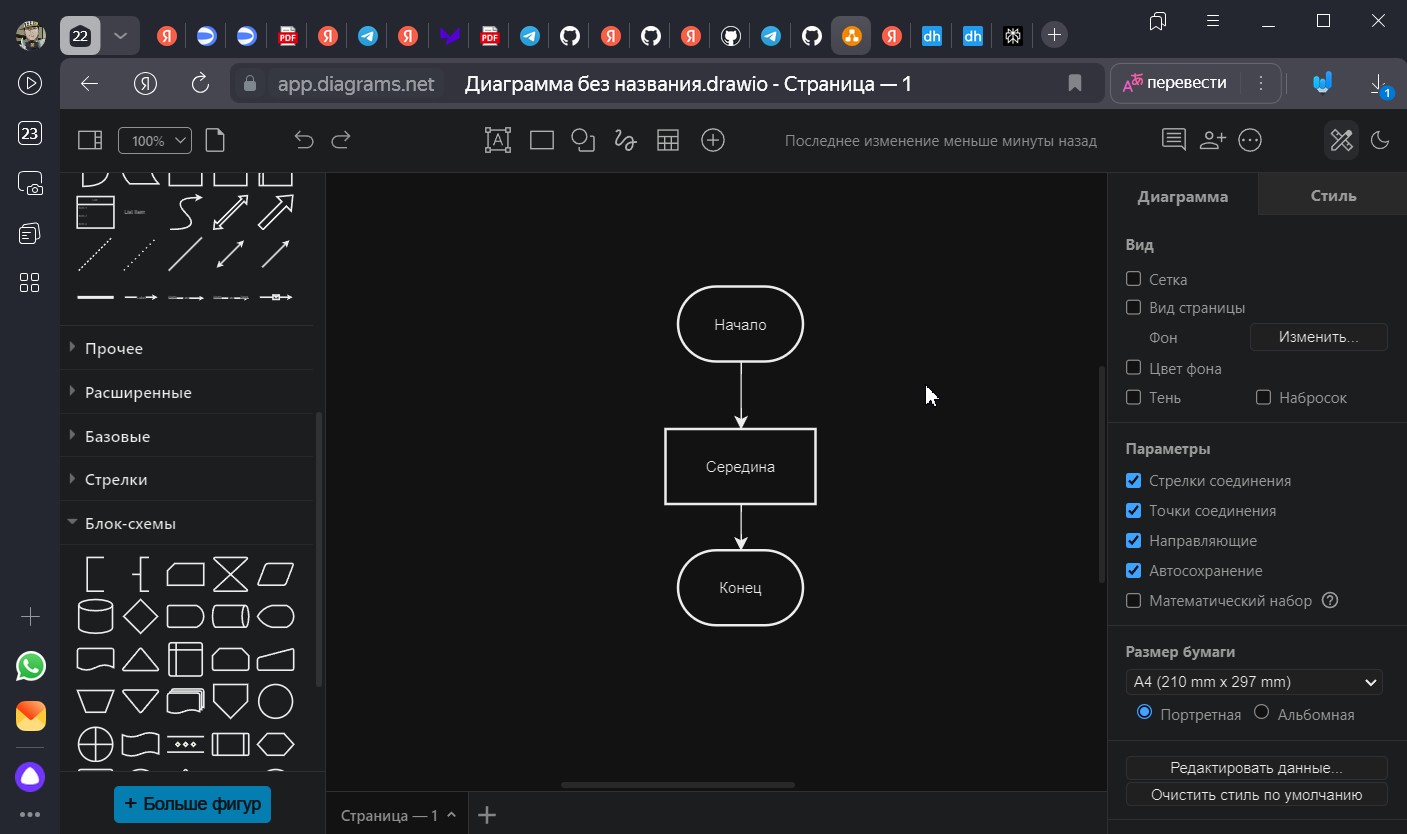 22
app.diagrams.net Диаграмма без названия.drawio - Страница — 1
перевести
1
23
100%
Последнее изменение меньше минуты назад
List Item
Прочее
Расширенные
Базовые
Стрелки
Блок-схемы
+ Больше фигур
Начало
Середина
Конец
Страница — 1
Диаграмма
Стиль
Вид
Сетка
Вид страницы
Фон
Изменить...
Цвет фона
Тень
Набросок
Параметры
Стрелки соединения
Точки соединения
Направляющие
Автосохранение
Математический набор
Размер бумаги
A4 (210 mm x 297 mm)
Портретная
Альбомная
Редактировать данные...
Очистить стиль по умолчанию